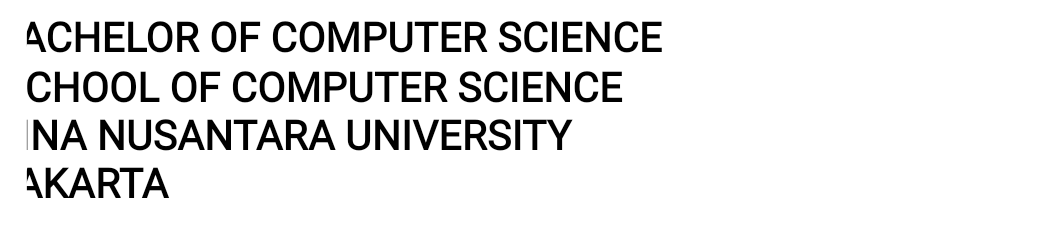 ACHELOR OF COMPUTER SCIENCE
CHOOL OF COMPUTER SCIENCE
INA NUSANTARA UNIVERSITY
AKARTA